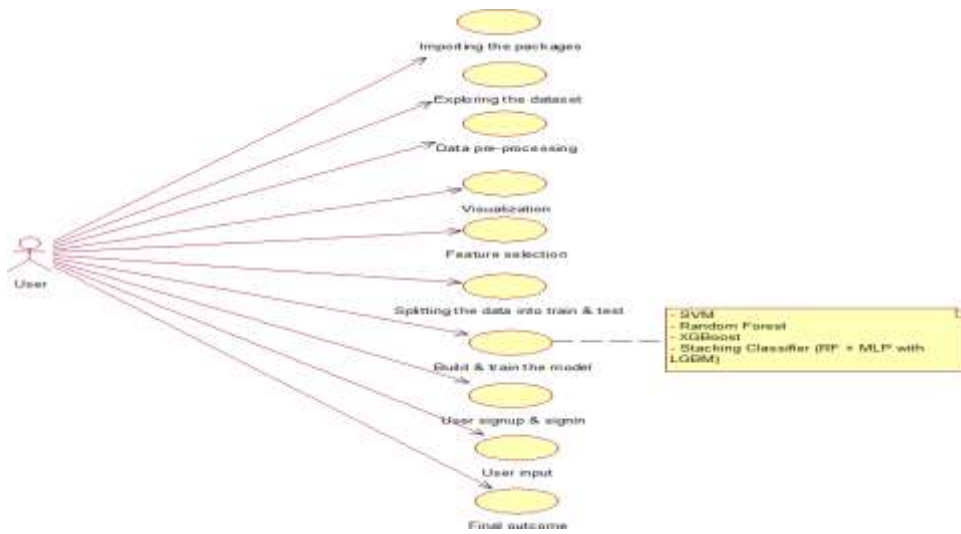 Importing the packages
Exploring the dataset
Data pre-processing
Visualization
Feature selection
User
Splitting the data into train & test
- SVM
- Random Forest
- XGBoost
- Stacking Classifier (RF + MLP with
LGBM)
Build & train the model
User signup & signin
User input
Final outcome